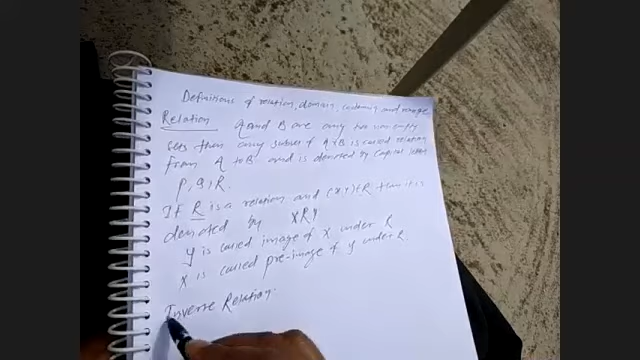 Definitions of relation, domain, codomain and range
Relation A and B are any two non empty
sets then any subset of A×B is called relation
from A to B and is denoted by capital letter
P, Q, R.
If R is a relation and (x,y)∈R then it is
denoted by xRy
y is called image of x under R
x is called pre-image of y under R.
Inverse Relation: